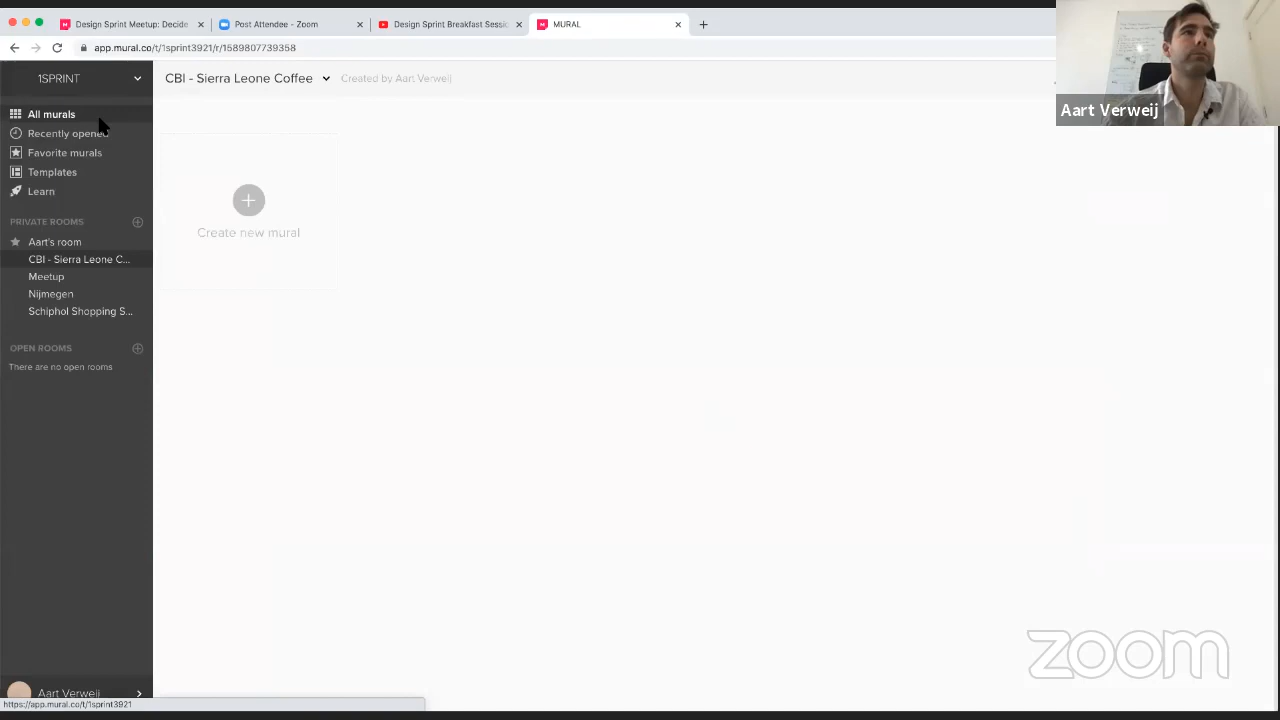 Design Sprint Meetup: Decide
Post Attendee - Zoom
Design Sprint Breakfast Sessi
MURAL
app.mural.co/t/1sprint3921/r/1589807739358
1SPRINT
CBI - Sierra Leone Coffee
Created by Aart Verweij
All murals
Recently opened
Favorite murals
Templates
Learn
PRIVATE ROOMS
Aart's room
CBI - Sierra Leone C...
Meetup
Nijmegen
Schiphol Shopping S...
OPEN ROOMS
There are no open rooms
Create new mural
Aart Verweij
zoom
Aart Verweij
https://app.mural.co/t/1sprint3921